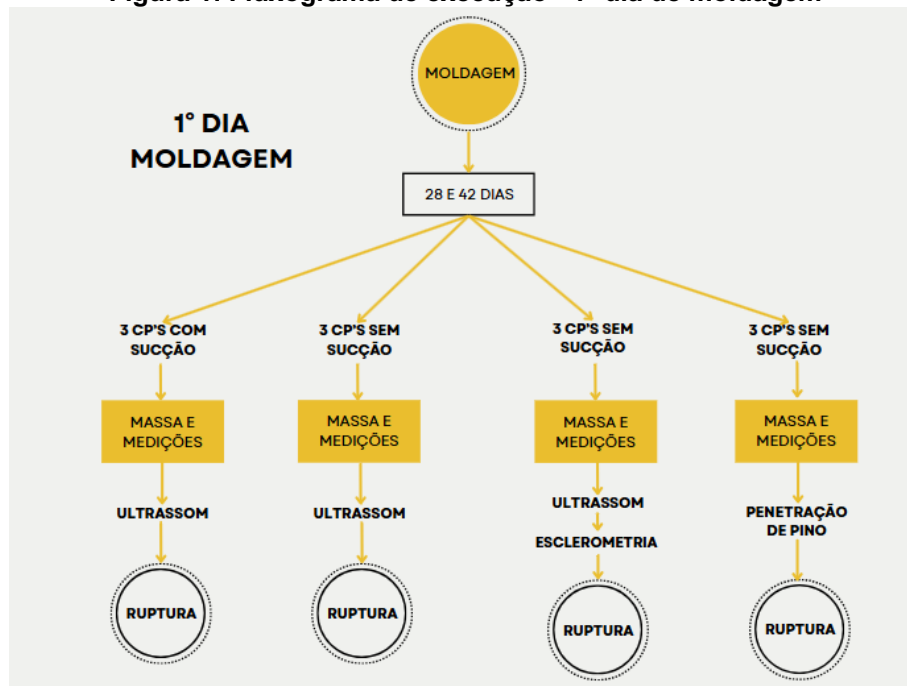 MOLDAGEM
1° DIA
MOLDAGEM
28 E 42 DIAS
3 CP'S COM
SUCÇÃO
3 CP'S SEM
SUCÇÃO
3 CP'S SEM
SUCÇÃO
3 CP'S SEM
SUCÇÃO
MASSA E
MEDIÇÕES
MASSA E
MEDIÇÕES
MASSA E
MEDIÇÕES
MASSA E
MEDIÇÕES
ULTRASSOM
ULTRASSOM
ULTRASSOM
ESCLEROMETRIA
PENETRAÇÃO
DE PINO
RUPTURA
RUPTURA
RUPTURA
RUPTURA